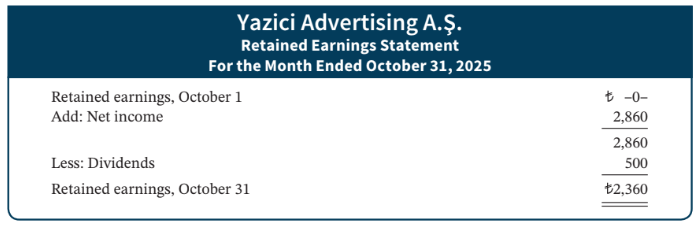 Yazici Advertising A.Ş.
Retained Earnings Statement
For the Month Ended October 31, 2025
Retained earnings, October 1 ₺ –0–
Add: Net income 2,860
2,860
Less: Dividends 500
Retained earnings, October 31 ₺2,360